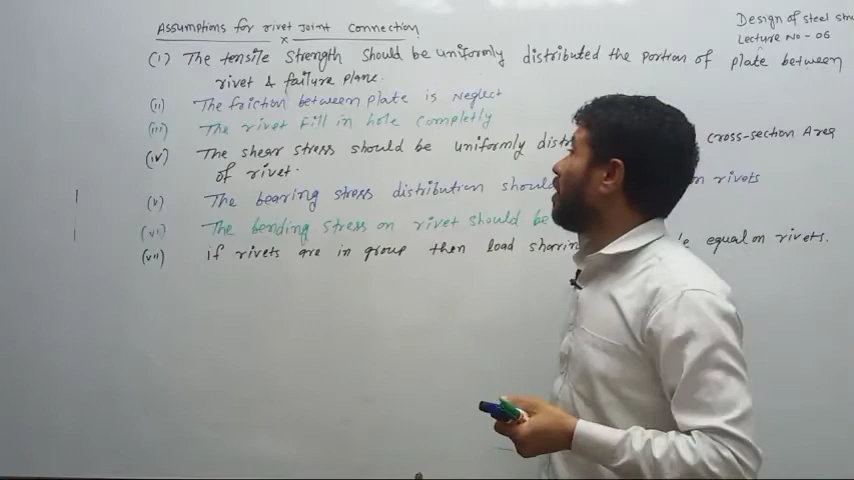 Assumptions for rivet joint connection
Design of steel
Lecture No - 06
(i) The tensile strength should be uniformly distributed the portion of plate between
rivet & failure plane.
(ii) The friction between plate is Neglect
(iii) The rivet fill in hole completly
(iv) The shear stress should be uniformly cross-section Area
of rivet.
(v) The bearing stress distribution rivets
(vi) The bending stress on rivet should be
(vii) if rivets are in group then load equal on rivets.